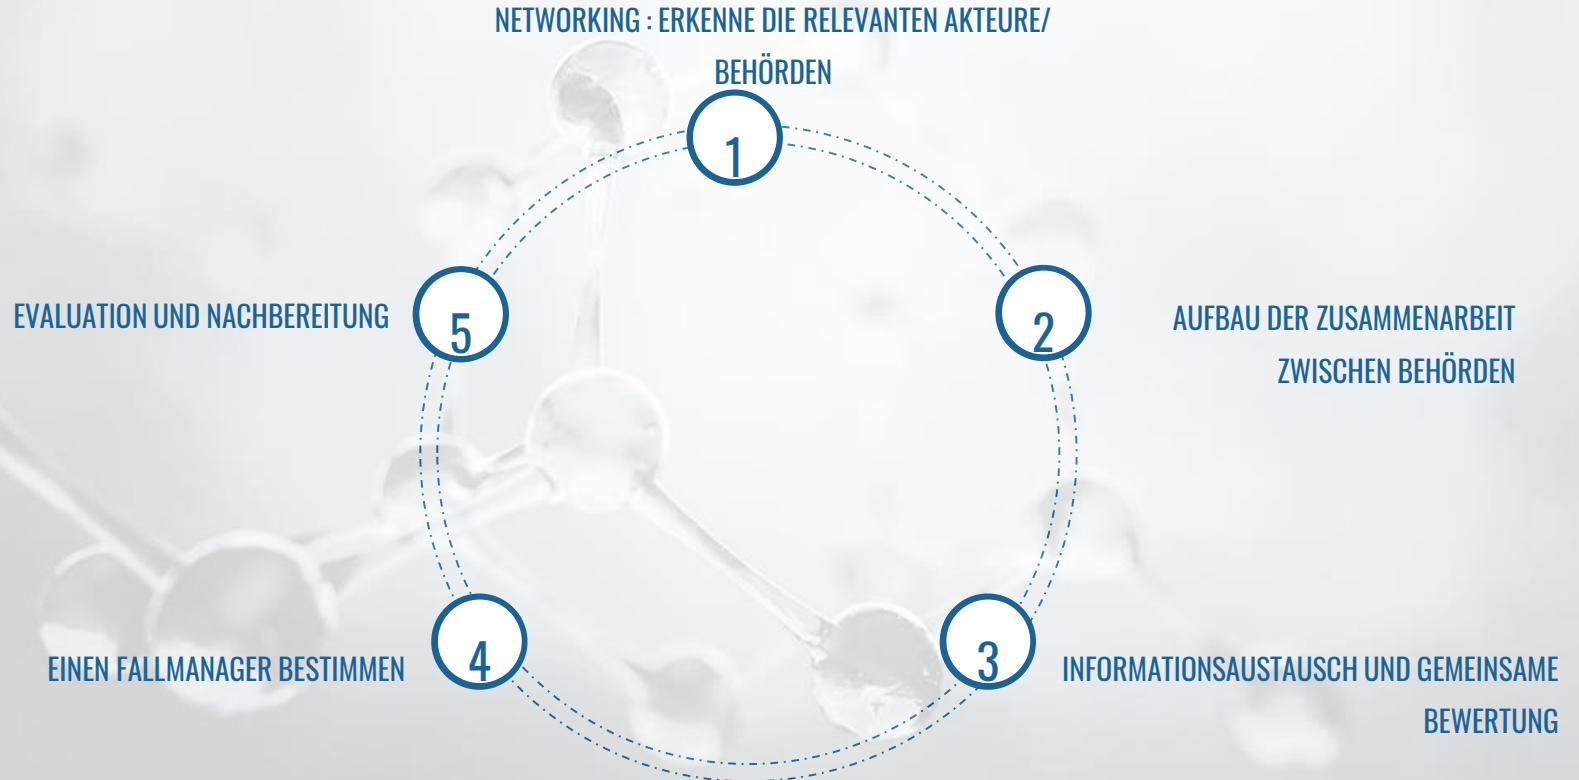 NETWORKING : ERKENNE DIE RELEVANTEN AKTEURE/
BEHÖRDEN
1
2
AUFBAU DER ZUSAMMENARBEIT
ZWISCHEN BEHÖRDEN
3
INFORMATIONSAUSTAUSCH UND GEMEINSAME
BEWERTUNG
4
EINEN FALLMANAGER BESTIMMEN
5
EVALUATION UND NACHBEREITUNG